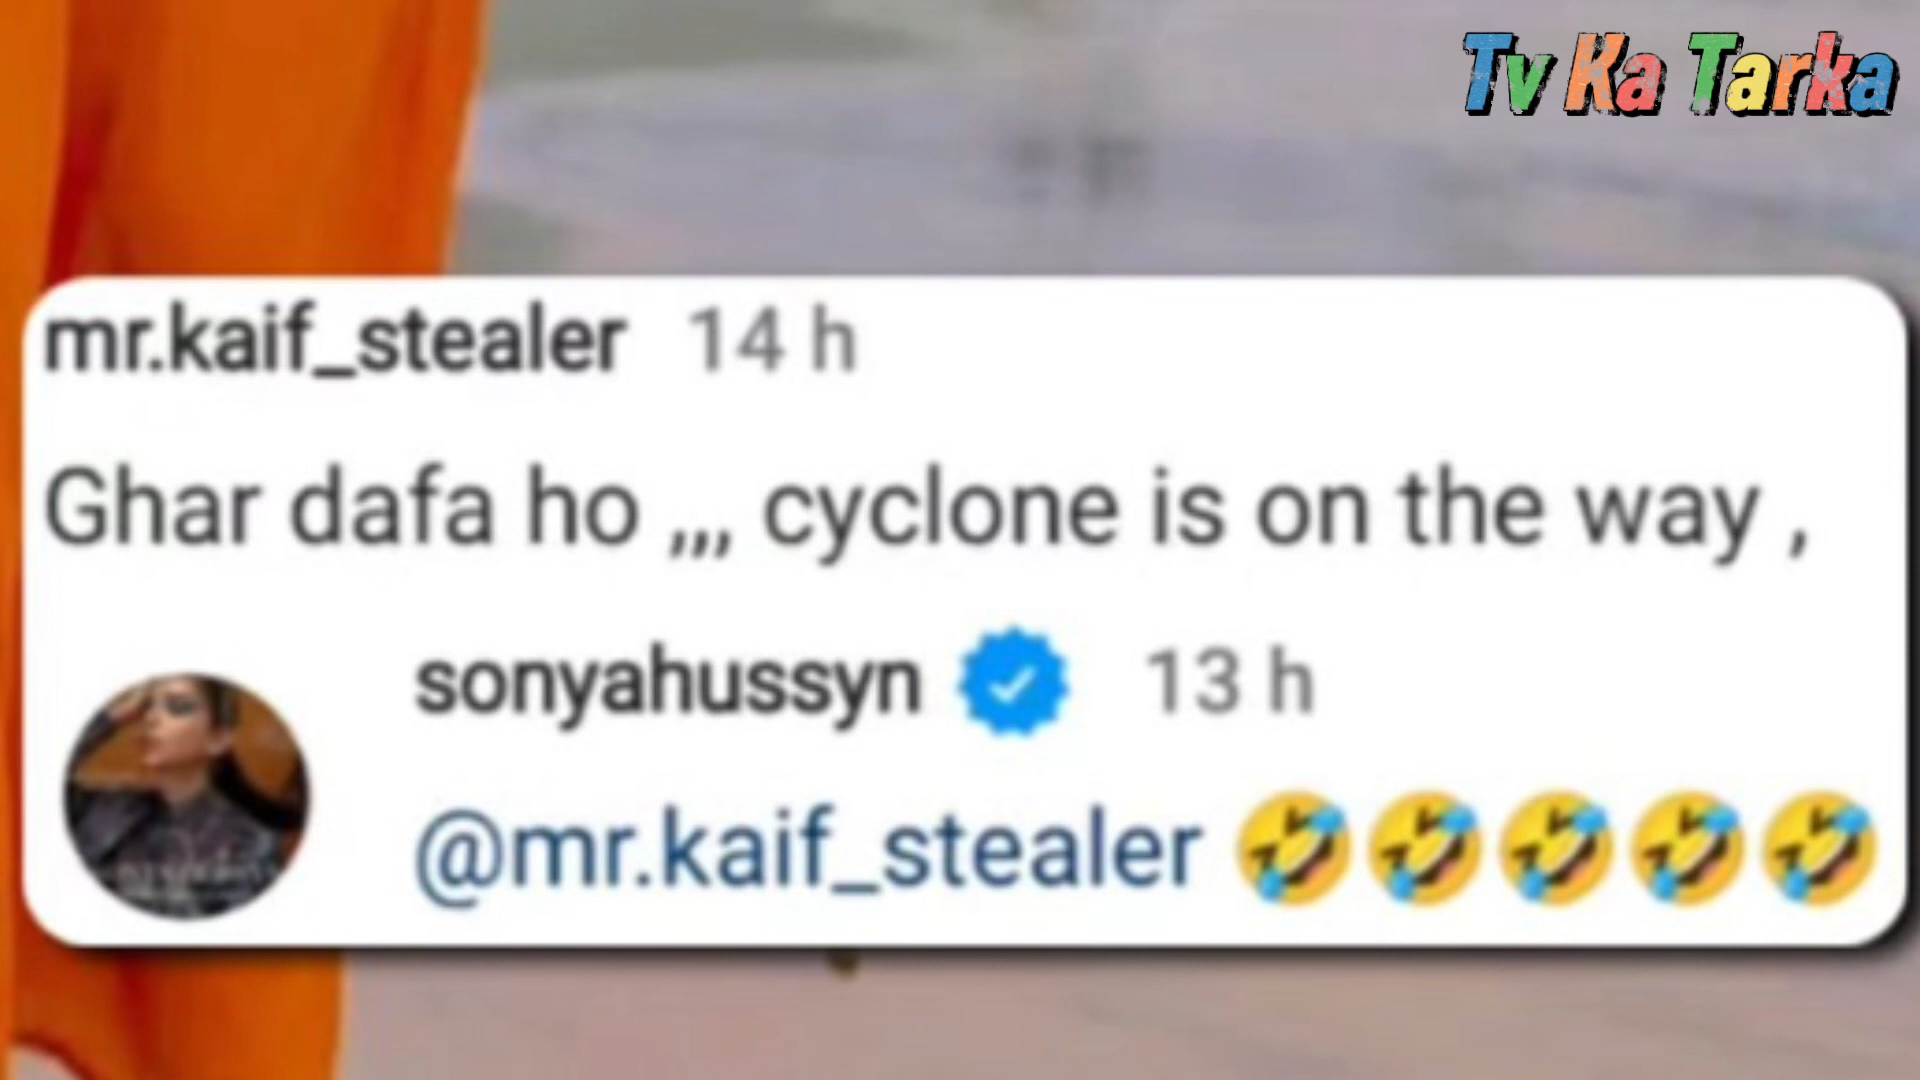 Tv Ka Tarka
mr.kaif_stealer 14 h
Ghar dafa ho ,,, cyclone is on the way ,
sonyahussyn 13 h
@mr.kaif_stealer 🤣🤣🤣🤣🤣